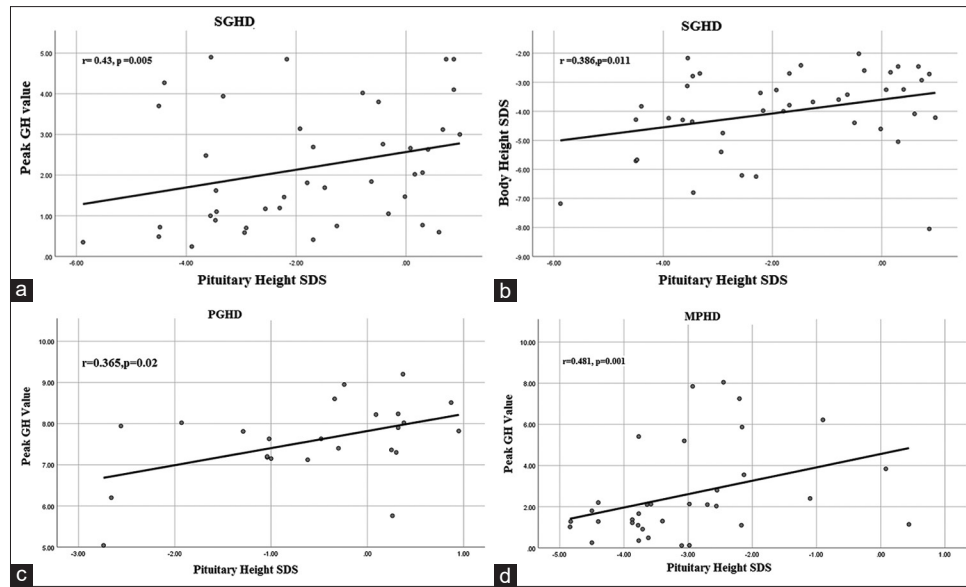 SGHD
r= 0.43, p=0.005
Peak GH value
5.00
4.00
3.00
2.00
1.00
.00
-6.00 -4.00 -2.00 .00
Pituitary Height SDS
a
SGHD
r =0.386,p=0.011
Body Height SDS
-2.00
-3.00
-4.00
-5.00
-6.00
-7.00
-8.00
-9.00
-6.00 -4.00 -2.00 .00
Pituitary Height SDS
b
PGHD
r=0.365,p=0.02
Peak GH Value
10.00
9.00
8.00
7.00
6.00
5.00
-3.00 -2.00 -1.00 .00 1.00
Pituitary Height SDS
c
MPHD
r=0.481, p=0.001
Peak GH Value
10.00
8.00
6.00
4.00
2.00
.00
-5.00 -4.00 -3.00 -2.00 -1.00 .00 1.00
Pituitary Height SDS
d